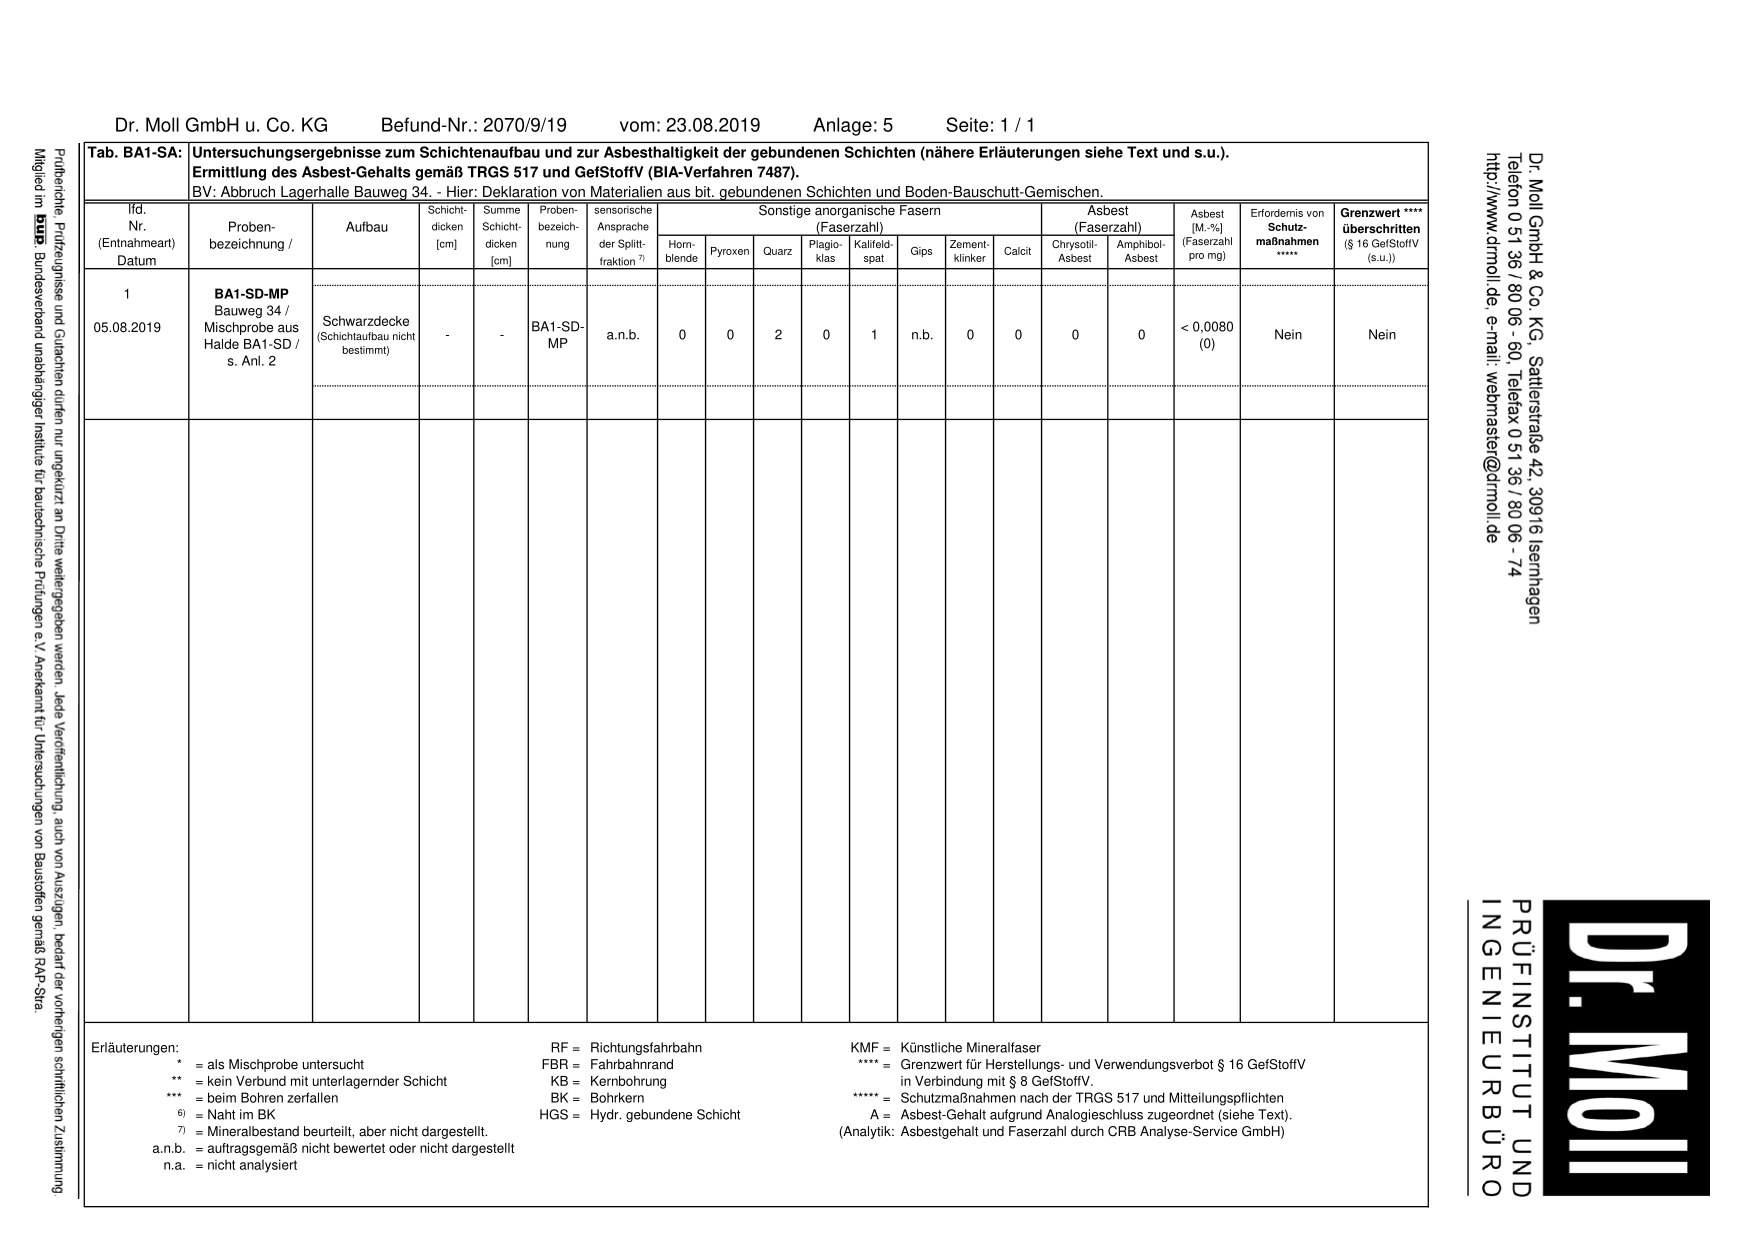 Dr. Moll GmbH u. Co. KG Befund-Nr.: 2070/9/19 vom: 23.08.2019 Anlage: 5 Seite: 1 / 1
Tab. BA1-SA: Untersuchungsergebnisse zum Schichtenaufbau und zur Asbesthaltigkeit der gebundenen Schichten (nähere Erläuterungen siehe Text und s.u.).
Ermittlung des Asbest-Gehalts gemäß TRGS 517 und GefStoffV (BIA-Verfahren 7487).
BV: Abbruch Lagerhalle Bauweg 34. - Hier: Deklaration von Materialien aus bit. gebundenen Schichten und Boden-Bauschutt-Gemischen.
lfd.
Nr.
(Entnahmeart)
Datum
Proben-
bezeichnung /
Aufbau
Schicht-
dicken
[cm]
Summe
Schicht-
dicken
[cm]
Proben-
bezeich-
nung
sensorische
Ansprache
der Splitt-
fraktion 7)
Sonstige anorganische Fasern
(Faserzahl)
Horn-
blende
Pyroxen
Quarz
Plagio-
klas
Kalifeld-
spat
Gips
Zement-
klinker
Calcit
Asbest
(Faserzahl)
Chrysotil-
Asbest
Amphibol-
Asbest
Asbest
[M.-%]
(Faserzahl
pro mg)
Erfordernis von
Schutz-
maßnahmen
*****
Grenzwert ****
überschritten
(§ 16 GefStoffV
(s.u.))
1
05.08.2019
BA1-SD-MP
Bauweg 34 /
Mischprobe aus
Halde BA1-SD /
s. Anl. 2
Schwarzdecke
(Schichtaufbau nicht
bestimmt)
-
-
BA1-SD-
MP
a.n.b.
0
0
2
0
1
n.b.
0
0
0
0
< 0,0080
(0)
Nein
Nein
Erläuterungen:
* = als Mischprobe untersucht
** = kein Verbund mit unterlagernder Schicht
*** = beim Bohren zerfallen
6) = Naht im BK
7) = Mineralbestand beurteilt, aber nicht dargestellt.
a.n.b. = auftragsgemäß nicht bewertet oder nicht dargestellt
n.a. = nicht analysiert
RF = Richtungsfahrbahn
FBR = Fahrbahnrand
KB = Kernbohrung
BK = Bohrkern
HGS = Hydr. gebundene Schicht
KMF = Künstliche Mineralfaser
**** = Grenzwert für Herstellungs- und Verwendungsverbot § 16 GefStoffV
in Verbindung mit § 8 GefStoffV.
***** = Schutzmaßnahmen nach der TRGS 517 und Mitteilungspflichten
A = Asbest-Gehalt aufgrund Analogieschluss zugeordnet (siehe Text).
(Analytik: Asbestgehalt und Faserzahl durch CRB Analyse-Service GmbH)
Prüfberichte, Prüfzeugnisse und Gutachten dürfen nur ungekürzt an Dritte weitergegeben werden. Jede Veröffentlichung, auch von Auszügen, bedarf der vorherigen schriftlichen Zustimmung.
Mitglied im bup. Bundesverband unabhängiger Institute für bautechnische Prüfungen e.V. Anerkannt für Untersuchungen von Baustoffen gemäß RAP-Stra.
Dr. Moll GmbH & Co. KG, Sattlerstraße 42, 30916 Isernhagen
Telefon 0 51 36 / 80 06 - 60, Telefax 0 51 36 / 80 06 - 74
http://www.drmoll.de, e-mail: webmaster@drmoll.de
Dr. Moll
PRÜFINSTITUT UND
INGENIEURBÜRO